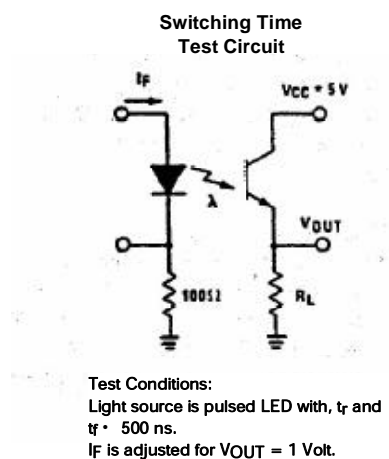 Switching Time
Test Circuit
IF
VCC = 5 V
λ
VOUT
100Ω
RL
Test Conditions:
Light source is pulsed LED with, tr and
tf • 500 ns.
IF is adjusted for VOUT = 1 Volt.